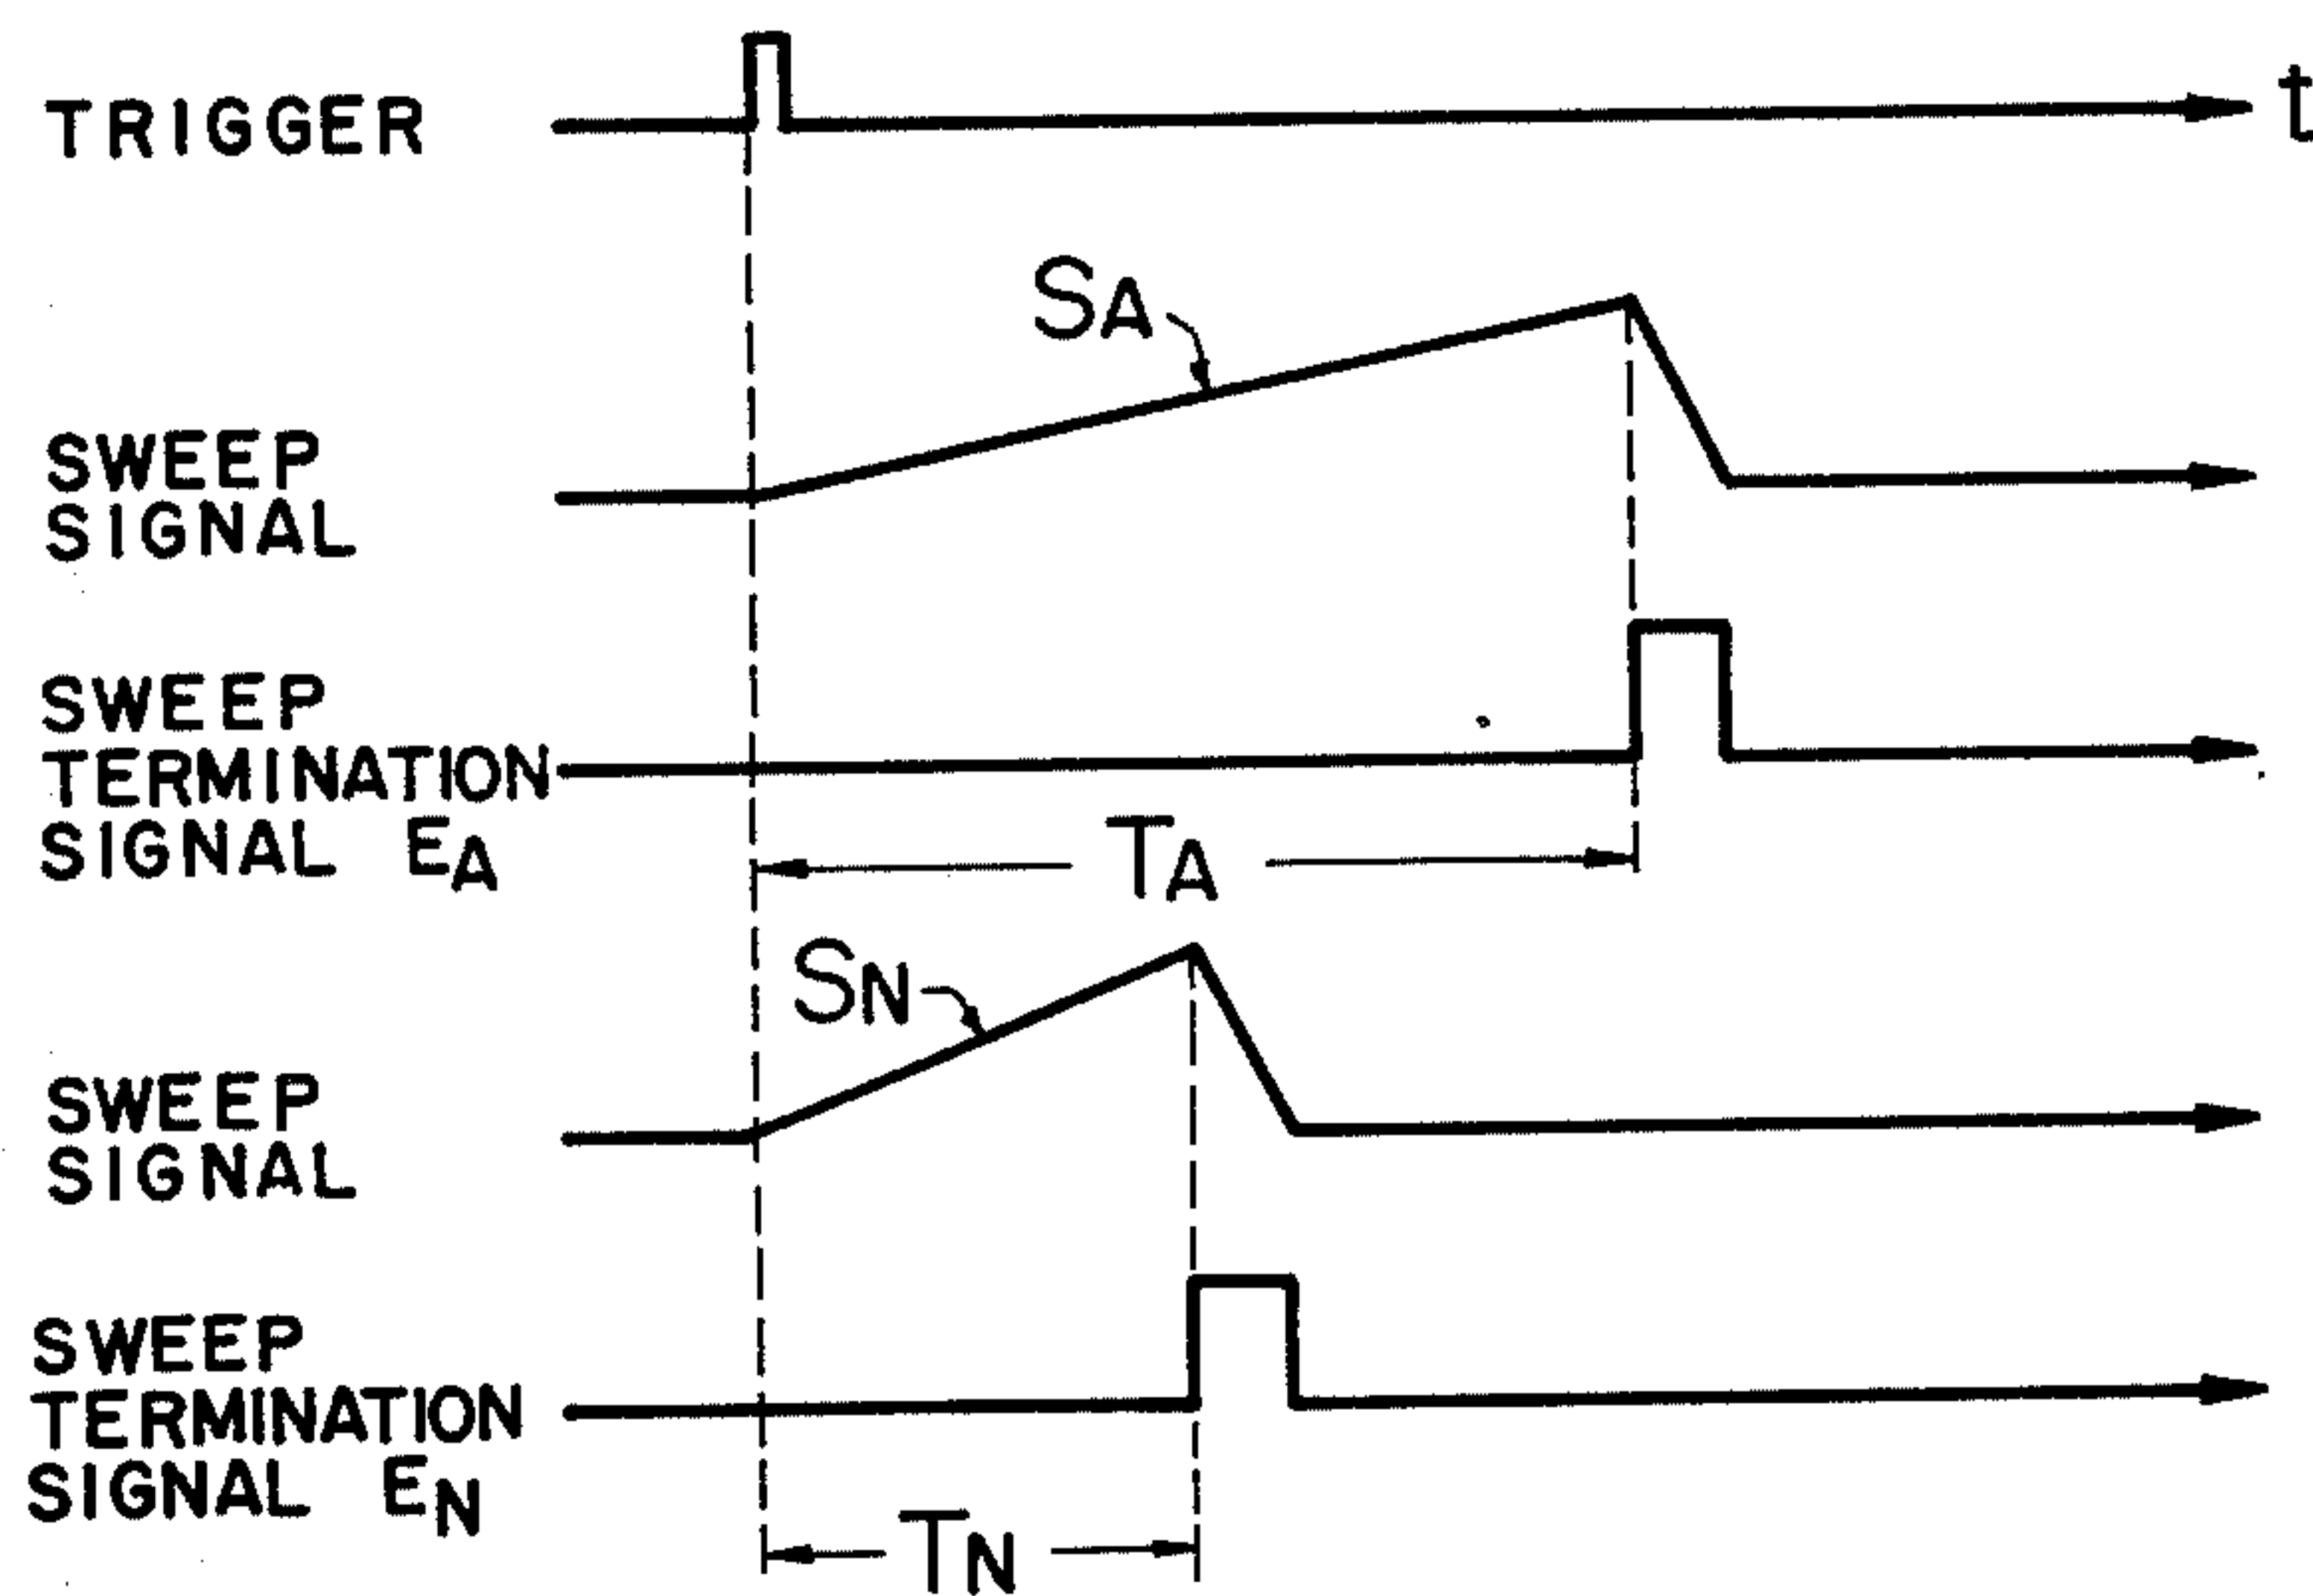 TRIGGER
t
SA
SWEEP
SIGNAL
SWEEP
TERMINATION
SIGNAL EA
TA
SN
SWEEP
SIGNAL
SWEEP
TERMINATION
SIGNAL EN
TN